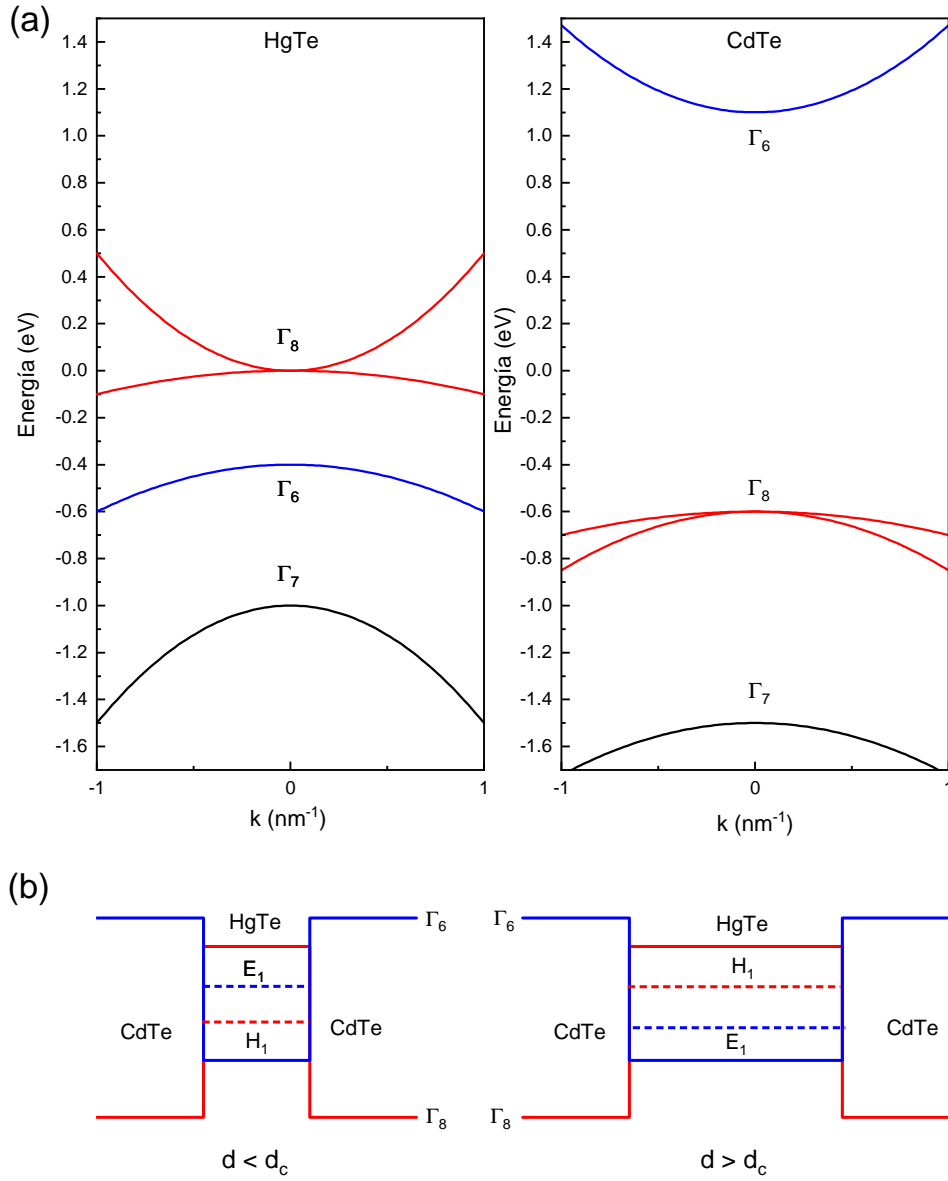 (a)
HgTe
1.4
1.2
1.0
0.8
0.6
0.4
0.2
0.0
-0.2
-0.4
-0.6
-0.8
-1.0
-1.2
-1.4
-1.6
Energía (eV)
Γ8
Γ6
Γ7
-1 0 1
k (nm-1)
CdTe
1.4
1.2
1.0
0.8
0.6
0.4
0.2
0.0
-0.2
-0.4
-0.6
-0.8
-1.0
-1.2
-1.4
-1.6
Energía (eV)
Γ6
Γ8
Γ7
-1 0 1
k (nm-1)
(b)
HgTe
Γ6
E1
CdTe
CdTe
H1
Γ8
d < dc
Γ6
HgTe
H1
CdTe
CdTe
E1
Γ8
d > dc